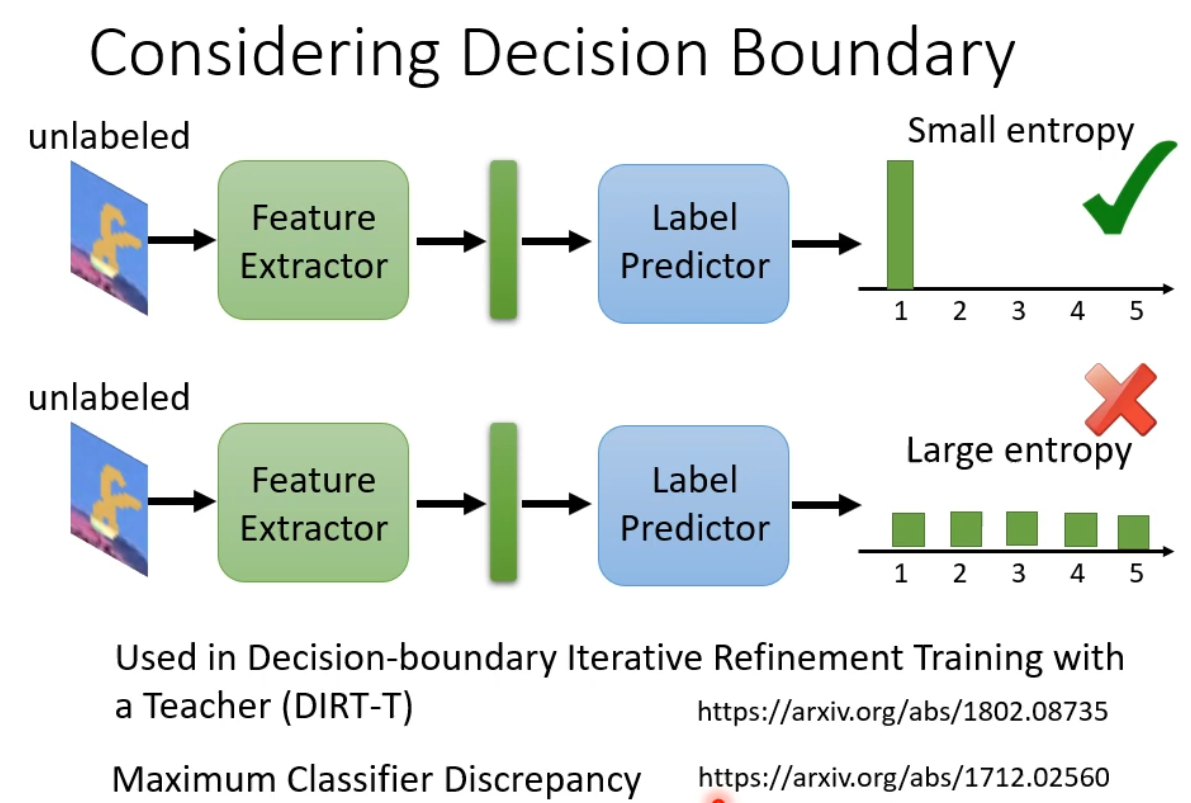 Considering Decision Boundary
unlabeled
Feature
Extractor
Label
Predictor
Small entropy
1 2 3 4 5
unlabeled
Feature
Extractor
Label
Predictor
Large entropy
1 2 3 4 5
Used in Decision-boundary Iterative Refinement Training with
a Teacher (DIRT-T) https://arxiv.org/abs/1802.08735
Maximum Classifier Discrepancy https://arxiv.org/abs/1712.02560